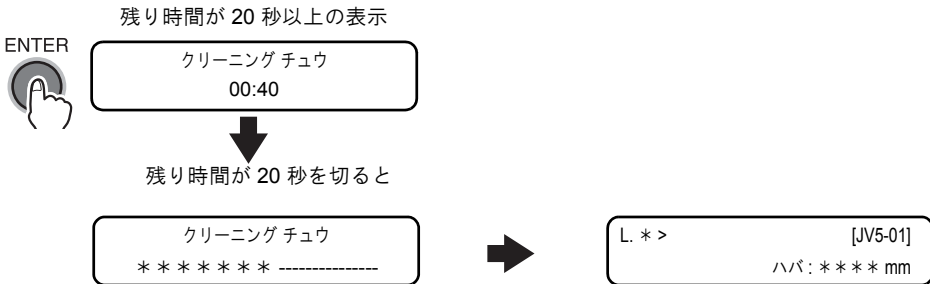 残り時間が 20 秒以上の表示
ENTER
クリーニング チュウ
00:40
残り時間が 20 秒を切ると
クリーニング チュウ
＊＊＊＊＊＊＊ ---------------
L. ＊ > [JV5-01]
ハバ : ＊＊＊＊ mm